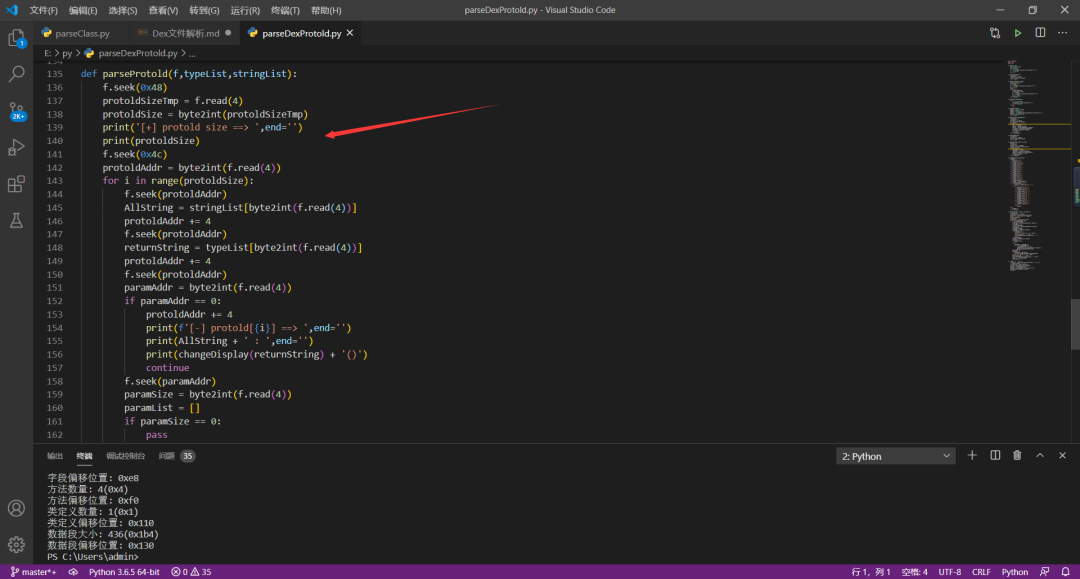 文件(F) 编辑(E) 选择(S) 查看(V) 转到(G) 运行(R) 终端(T) 帮助(H) parseDexProtoId.py - Visual Studio Code
parseClass.py Dex文件解析.md parseDexProtoId.py
E: > py > parseDexProtoId.py > ...
134
135 def parseProtoId(f,typeList,stringList):
136 f.seek(0x48)
137 protoIdSizeTmp = f.read(4)
138 protoIdSize = byte2int(protoIdSizeTmp)
139 print('[+] protoId size ==> ',end='')
140 print(protoIdSize)
141 f.seek(0x4c)
142 protoIdAddr = byte2int(f.read(4))
143 for i in range(protoIdSize):
144 f.seek(protoIdAddr)
145 AllString = stringList[byte2int(f.read(4))]
146 protoIdAddr += 4
147 f.seek(protoIdAddr)
148 returnString = typeList[byte2int(f.read(4))]
149 protoIdAddr += 4
150 f.seek(protoIdAddr)
151 paramAddr = byte2int(f.read(4))
152 if paramAddr == 0:
153 protoIdAddr += 4
154 print(f'[-] protoId[{i}] ==> ',end='')
155 print(AllString + ' : ',end='')
156 print(changeDisplay(returnString) + '()')
157 continue
158 f.seek(paramAddr)
159 paramSize = byte2int(f.read(4))
160 paramList = []
161 if paramSize == 0:
162 pass
输出 终端 调试控制台 问题 35 2: Python
字段偏移位置: 0xe8
方法数量: 4(0x4)
方法偏移位置: 0xf0
类定义数量: 1(0x1)
类定义偏移位置: 0x110
数据段大小: 436(0x1b4)
数据段偏移位置: 0x130
PS C:\Users\admin>
1
2K+
master*+ Python 3.6.5 64-bit 0 35 行 1, 列 1 空格: 4 UTF-8 CRLF Python